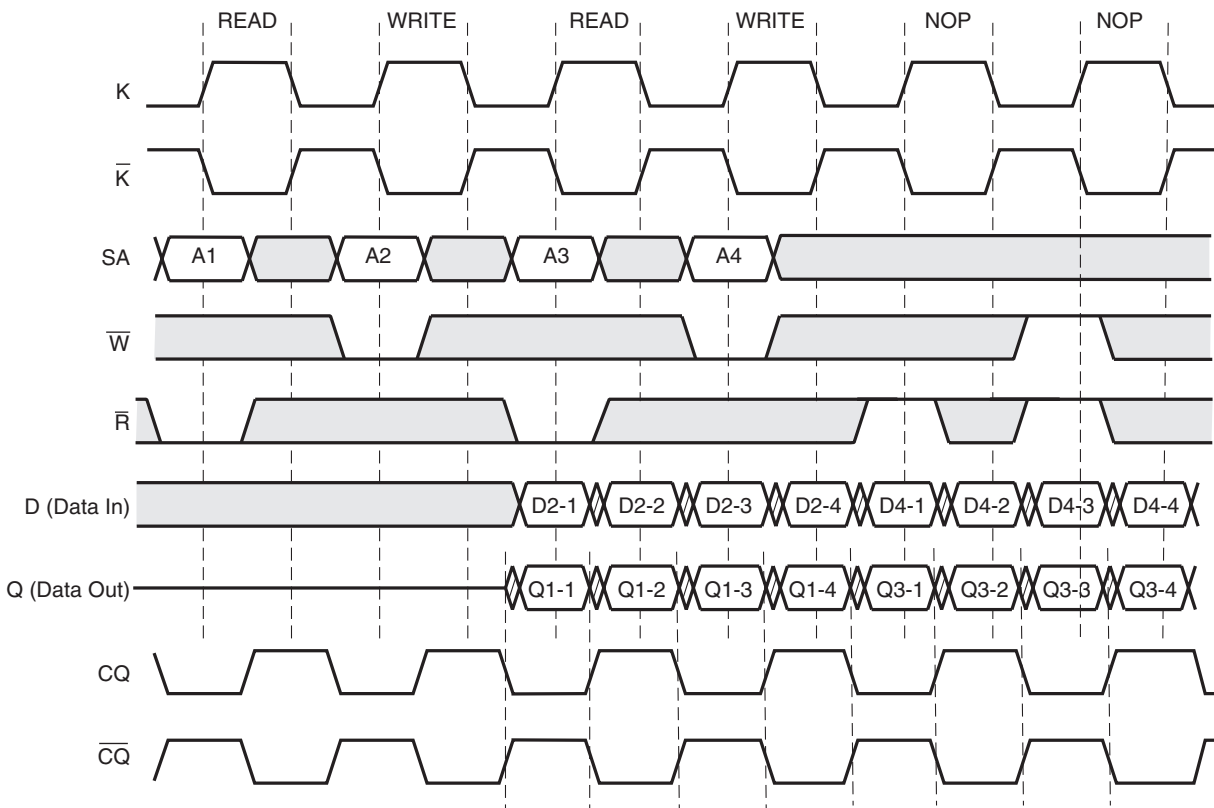 READ WRITE READ WRITE NOP NOP
K
K̅
SA A1 A2 A3 A4
W̅
R̅
D (Data In) D2-1 D2-2 D2-3 D2-4 D4-1 D4-2 D4-3 D4-4
Q (Data Out) Q1-1 Q1-2 Q1-3 Q1-4 Q3-1 Q3-2 Q3-3 Q3-4
CQ
C̅Q̅